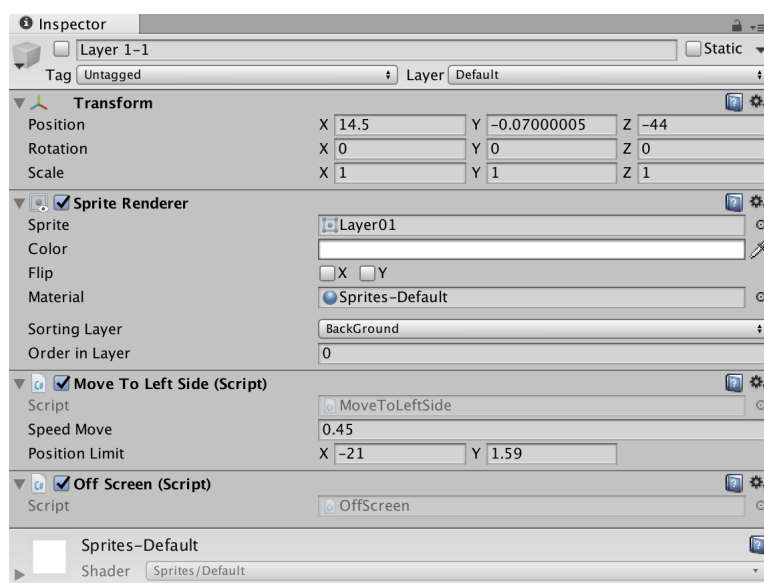 Inspector
Layer 1-1 Static
Tag Untagged Layer Default
Transform
Position X 14.5 Y -0.07000005 Z -44
Rotation X 0 Y 0 Z 0
Scale X 1 Y 1 Z 1
Sprite Renderer
Sprite Layer01
Color
Flip X Y
Material Sprites-Default
Sorting Layer BackGround
Order in Layer 0
Move To Left Side (Script)
Script MoveToLeftSide
Speed Move 0.45
Position Limit X -21 Y 1.59
Off Screen (Script)
Script OffScreen
Sprites-Default
Shader Sprites/Default